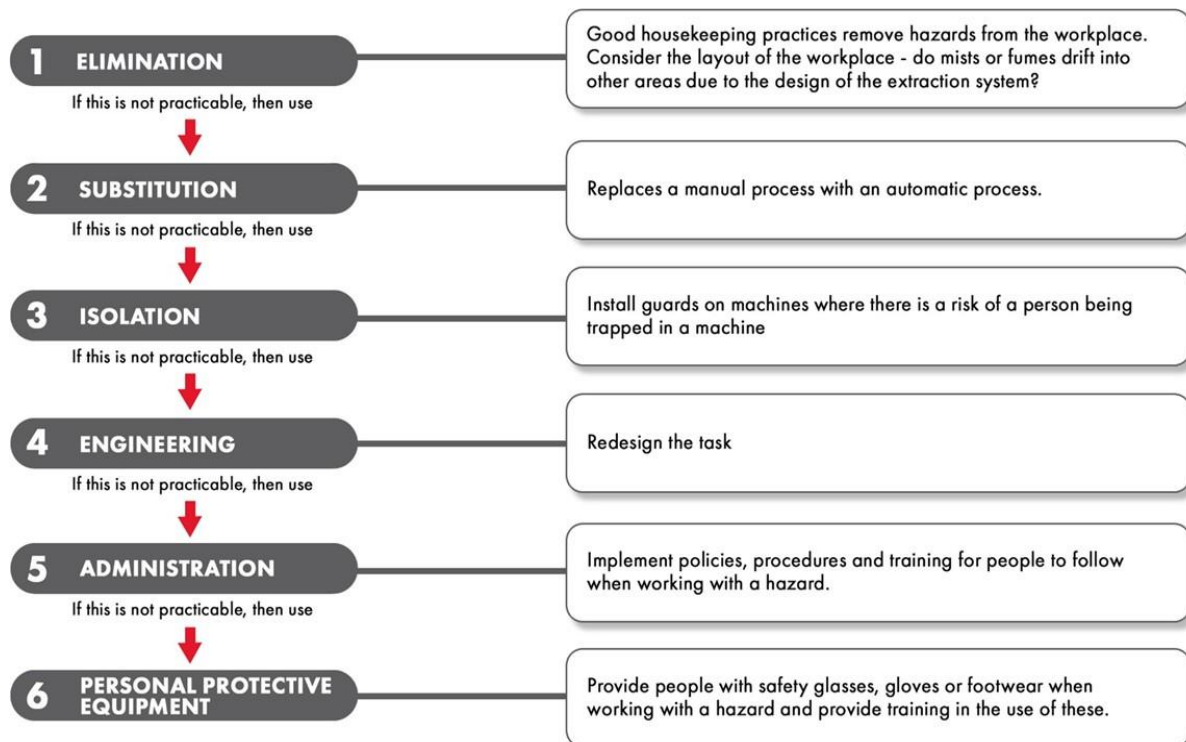 1 ELIMINATION
Good housekeeping practices remove hazards from the workplace.
Consider the layout of the workplace - do mists or fumes drift into
other areas due to the design of the extraction system?
If this is not practicable, then use
2 SUBSTITUTION
Replaces a manual process with an automatic process.
If this is not practicable, then use
3 ISOLATION
Install guards on machines where there is a risk of a person being
trapped in a machine
If this is not practicable, then use
4 ENGINEERING
Redesign the task
If this is not practicable, then use
5 ADMINISTRATION
Implement policies, procedures and training for people to follow
when working with a hazard.
If this is not practicable, then use
6 PERSONAL PROTECTIVE
EQUIPMENT
Provide people with safety glasses, gloves or footwear when
working with a hazard and provide training in the use of these.